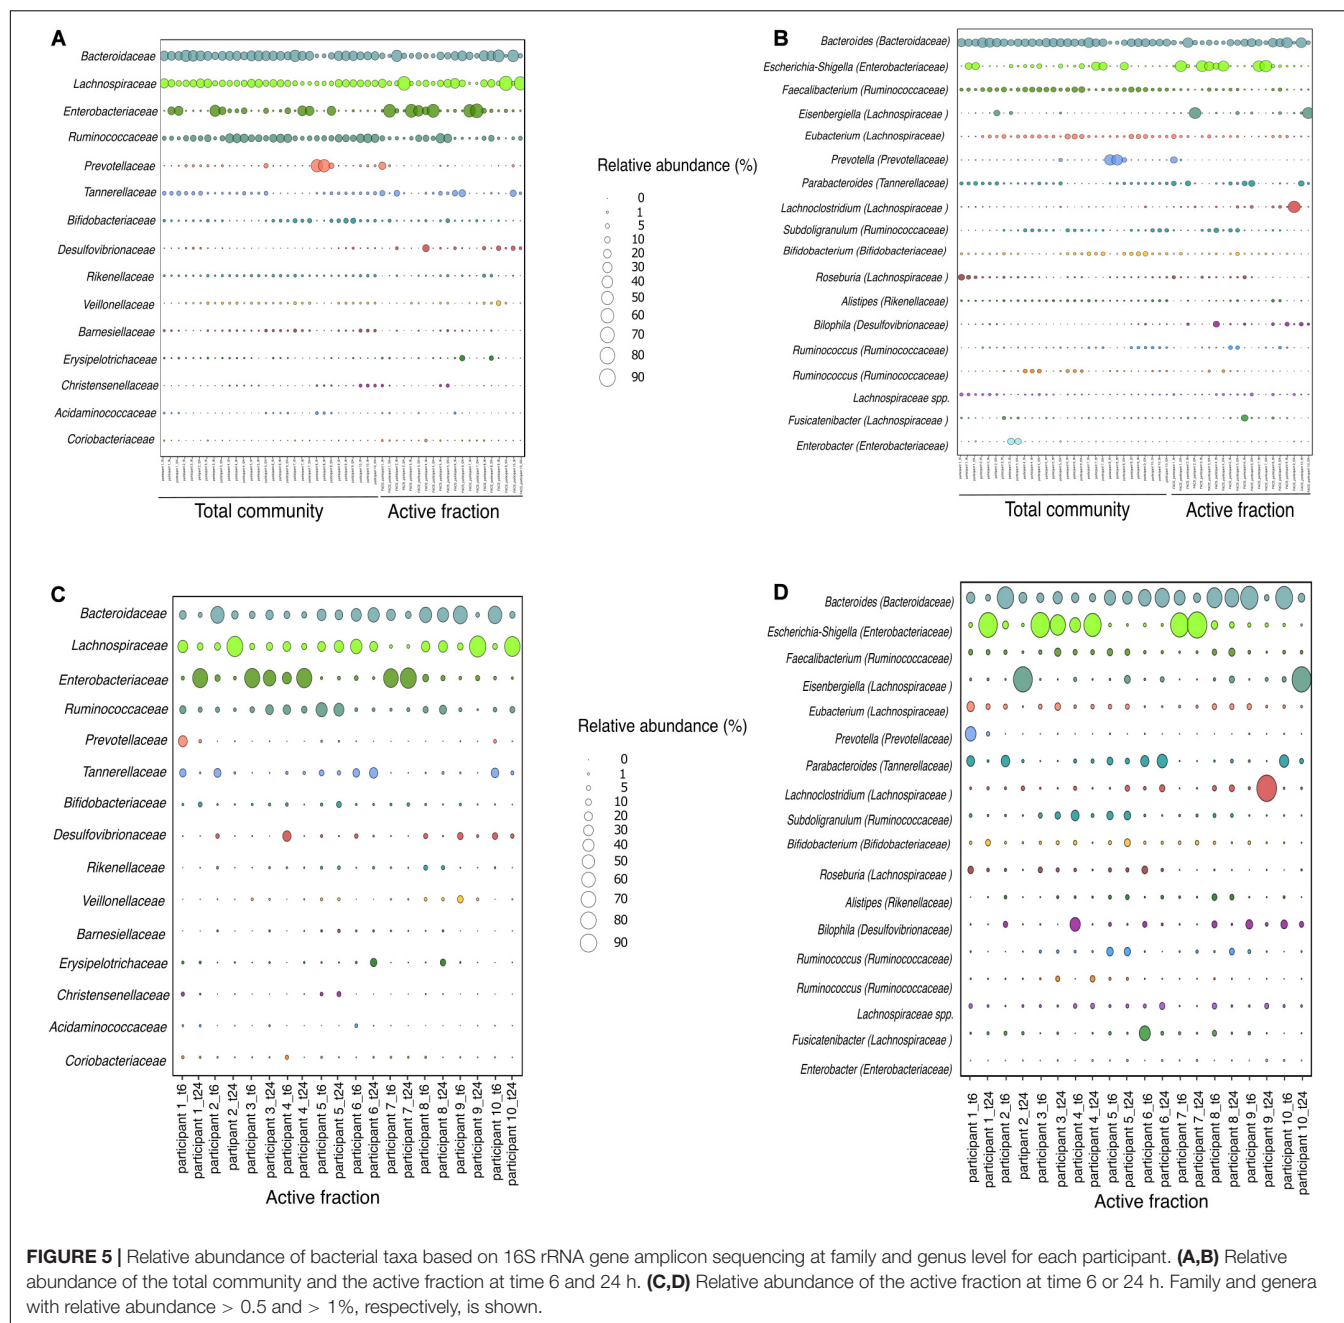 A
Bacteroidaceae
Lachnospiraceae
Enterobacteriaceae
Ruminococcaceae
Prevotellaceae
Tannerellaceae
Bifidobacteriaceae
Desulfovibrionaceae
Rikenellaceae
Veillonellaceae
Barnesiellaceae
Erysipelotrichaceae
Christensenellaceae
Acidaminococcaceae
Coriobacteriaceae
Total community
Active fraction
Relative abundance (%)
0
1
5
10
20
30
40
50
60
70
80
90
B
Bacteroides (Bacteroidaceae)
Escherichia-Shigella (Enterobacteriaceae)
Faecalibacterium (Ruminococcaceae)
Eisenbergiella (Lachnospiraceae )
Eubacterium (Lachnospiraceae)
Prevotella (Prevotellaceae)
Parabacteroides (Tannerellaceae)
Lachnoclostridium (Lachnospiraceae )
Subdoligranulum (Ruminococcaceae)
Bifidobacterium (Bifidobacteriaceae)
Roseburia (Lachnospiraceae )
Alistipes (Rikenellaceae)
Bilophila (Desulfovibrionaceae)
Ruminococcus (Ruminococcaceae)
Ruminococcus (Ruminococcaceae)
Lachnospiraceae spp.
Fusicatenibacter (Lachnospiraceae )
Enterobacter (Enterobacteriaceae)
Total community
Active fraction
C
Bacteroidaceae
Lachnospiraceae
Enterobacteriaceae
Ruminococcaceae
Prevotellaceae
Tannerellaceae
Bifidobacteriaceae
Desulfovibrionaceae
Rikenellaceae
Veillonellaceae
Barnesiellaceae
Erysipelotrichaceae
Christensenellaceae
Acidaminococcaceae
Coriobacteriaceae
participant 1_t6
participant 1_t24
participant 2_t6
participant 2_t24
participant 3_t6
participant 3_t24
participant 4_t6
participant 4_t24
participant 5_t6
participant 5_t24
participant 6_t6
participant 6_t24
participant 7_t6
participant 7_t24
participant 8_t6
participant 8_t24
participant 9_t6
participant 9_t24
participant 10_t6
participant 10_t24
Active fraction
Relative abundance (%)
0
1
5
10
20
30
40
50
60
70
80
90
D
Bacteroides (Bacteroidaceae)
Escherichia-Shigella (Enterobacteriaceae)
Faecalibacterium (Ruminococcaceae)
Eisenbergiella (Lachnospiraceae )
Eubacterium (Lachnospiraceae)
Prevotella (Prevotellaceae)
Parabacteroides (Tannerellaceae)
Lachnoclostridium (Lachnospiraceae )
Subdoligranulum (Ruminococcaceae)
Bifidobacterium (Bifidobacteriaceae)
Roseburia (Lachnospiraceae )
Alistipes (Rikenellaceae)
Bilophila (Desulfovibrionaceae)
Ruminococcus (Ruminococcaceae)
Ruminococcus (Ruminococcaceae)
Lachnospiraceae spp.
Fusicatenibacter (Lachnospiraceae )
Enterobacter (Enterobacteriaceae)
participant 1_t6
participant 1_t24
participant 2_t6
partipant 2_t24
participant 3_t6
participant 3_t24
participant 4_t6
participant 4_t24
participant 5_t6
participant 5_t24
participant 6_t6
participant 6_t24
participant 7_t6
participant 7_t24
participant 8_t6
participant 8_t24
participant 9_t6
participant 9_t24
participant 10_t6
participant 10_t24
Active fraction
FIGURE 5 | Relative abundance of bacterial taxa based on 16S rRNA gene amplicon sequencing at family and genus level for each participant. (A,B) Relative
abundance of the total community and the active fraction at time 6 and 24 h. (C,D) Relative abundance of the active fraction at time 6 or 24 h. Family and genera
with relative abundance > 0.5 and > 1%, respectively, is shown.